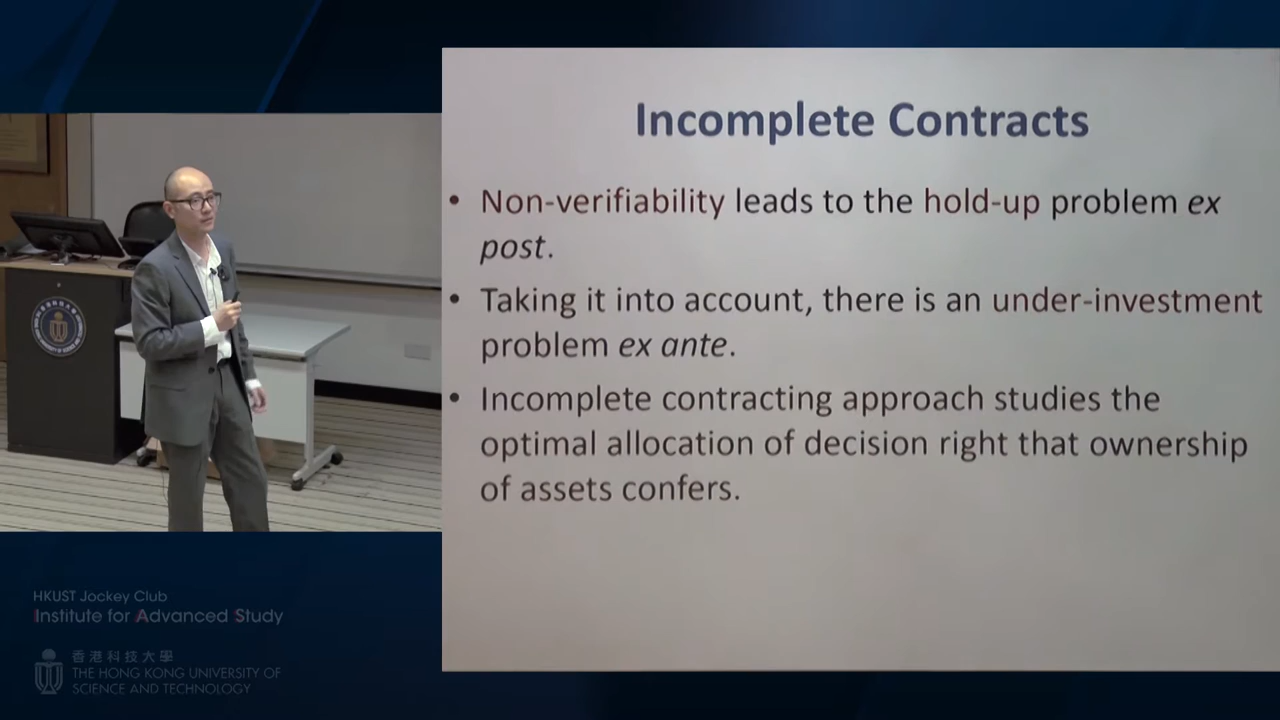 Incomplete Contracts
• Non-verifiability leads to the hold-up problem ex
post.
• Taking it into account, there is an under-investment
problem ex ante.
• Incomplete contracting approach studies the
optimal allocation of decision right that ownership
of assets confers.
HKUST Jockey Club
Institute for Advanced Study
香港科技大學
THE HONG KONG UNIVERSITY OF
SCIENCE AND TECHNOLOGY